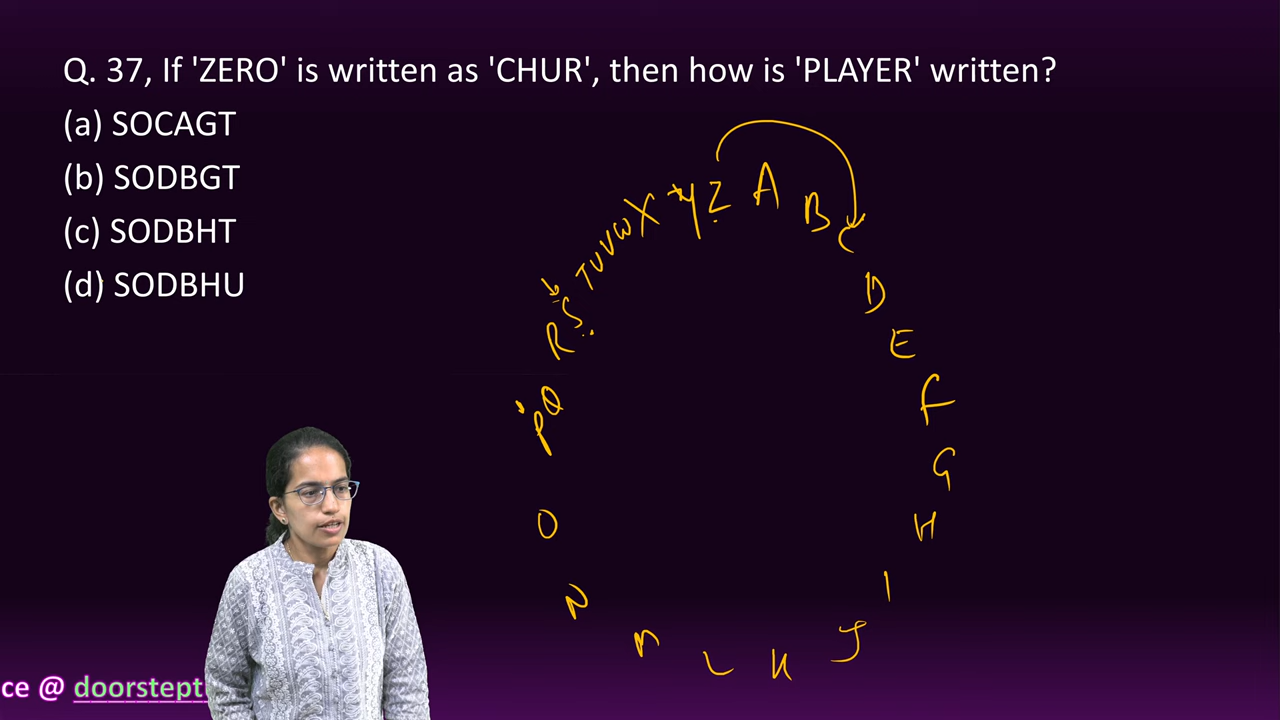 Q. 37, If 'ZERO' is written as 'CHUR', then how is 'PLAYER' written?
(a) SOCAGT
(b) SODBGT
(c) SODBHT
(d) SODBHU
Z A B C D E F G H I J K L M N O P Q R S T U V W X Y
ce @ doorstept